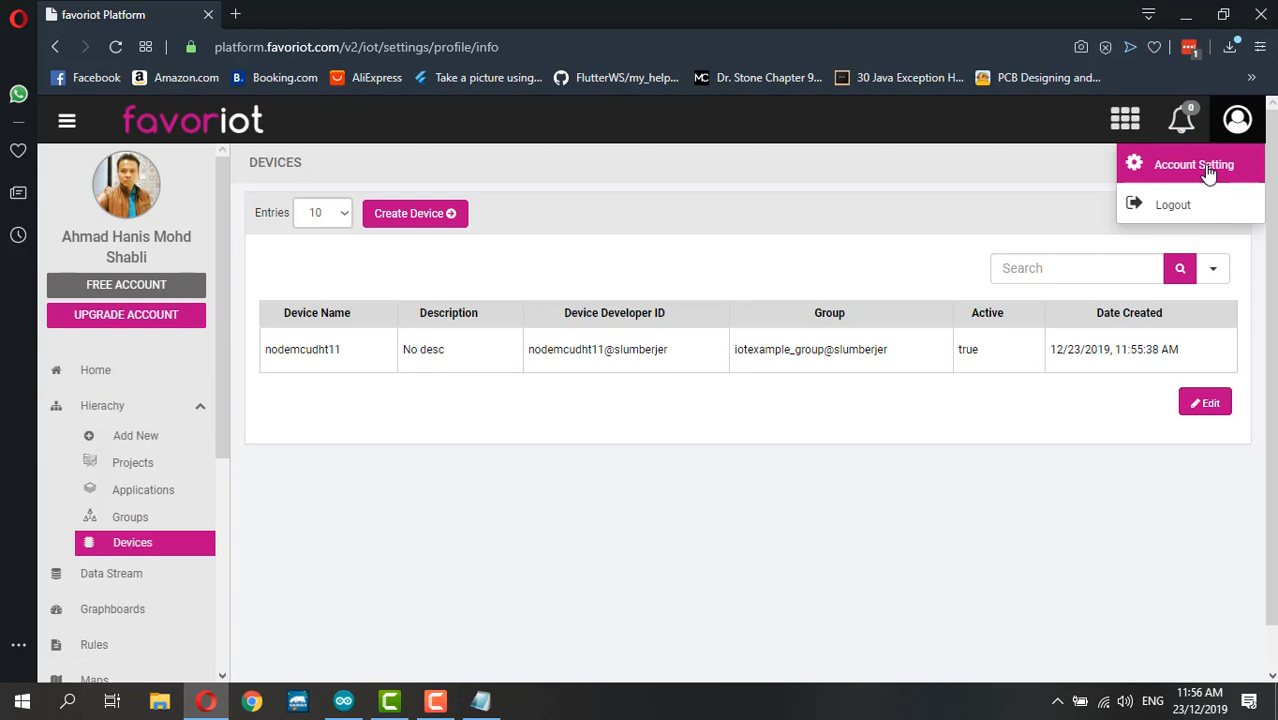 favoriot Platform
platform.favoriot.com/v2/iot/settings/profile/info
1
Facebook
Amazon.com
Booking.com
AliExpress
Take a picture using...
FlutterWS/my_help...
Dr. Stone Chapter 9...
30 Java Exception H...
PCB Designing and...
favoriot
0
Account Setting
Logout
Ahmad Hanis Mohd
Shabli
FREE ACCOUNT
UPGRADE ACCOUNT
Home
Hierachy
Add New
Projects
Applications
Groups
Devices
Data Stream
Graphboards
Rules
Maps
DEVICES
Entries 10 Create Device
Search
Device Name Description Device Developer ID Group Active Date Created
nodemcudht11 No desc nodemcudht11@slumberjer iotexample_group@slumberjer true 12/23/2019, 11:55:38 AM
Edit
ENG
11:56 AM
23/12/2019